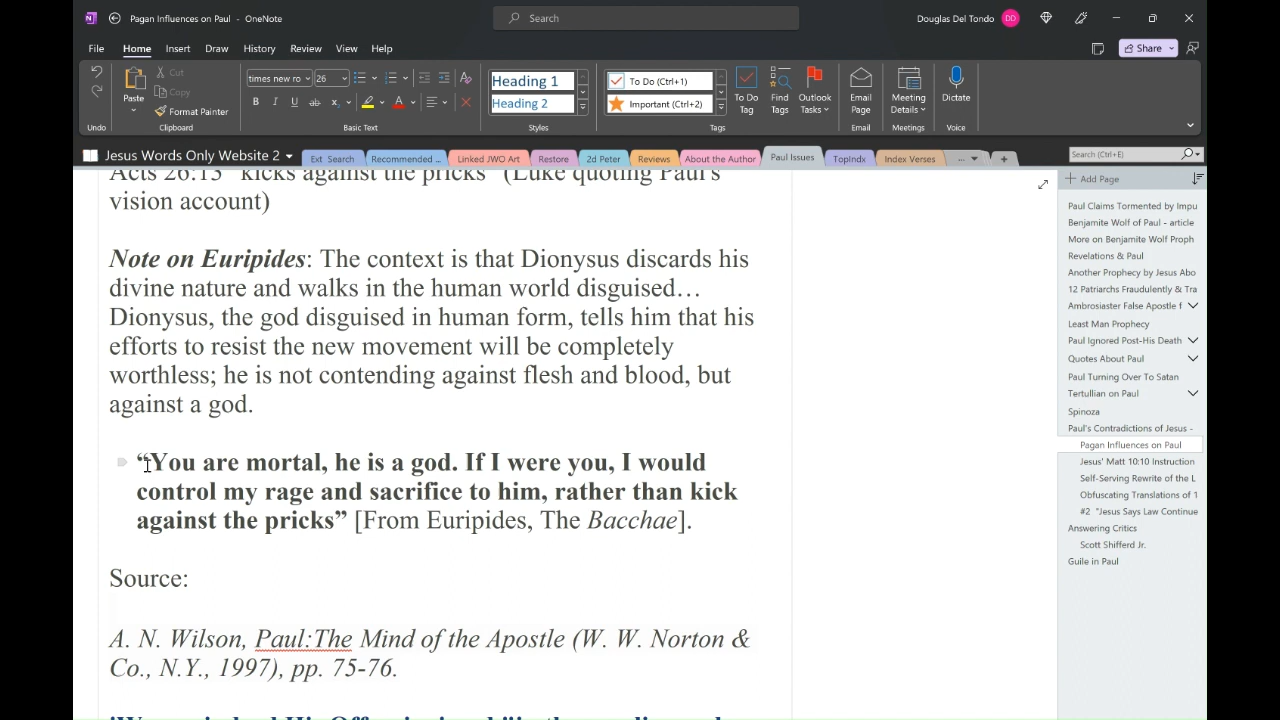 Pagan Influences on Paul - OneNote
Search
Douglas Del Tondo
DD
File Home Insert Draw History Review View Help
Share
Undo
Paste
Cut
Copy
Format Painter
Clipboard
times new ro 26
Basic Text
Heading 1
Heading 2
Styles
To Do (Ctrl+1)
Important (Ctrl+2)
To Do Tag
Find Tags
Outlook Tasks
Tags
Email Page
Email
Meeting Details
Meetings
Dictate
Voice
Jesus Words Only Website 2
Ext Search
Recommended ...
Linked JWO Art
Restore
2d Peter
Reviews
About the Author
Paul Issues
TopIndx
Index Verses
...
Search (Ctrl+E)
Acts 26:13 "kicks against the pricks" (Luke quoting Paul's
vision account)
Note on Euripides: The context is that Dionysus discards his
divine nature and walks in the human world disguised…
Dionysus, the god disguised in human form, tells him that his
efforts to resist the new movement will be completely
worthless; he is not contending against flesh and blood, but
against a god.
“You are mortal, he is a god. If I were you, I would
control my rage and sacrifice to him, rather than kick
against the pricks” [From Euripides, The Bacchae].
Source:
A. N. Wilson, Paul:The Mind of the Apostle (W. W. Norton &
Co., N.Y., 1997), pp. 75-76.
Add Page
Paul Claims Tormented by Impu
Benjamite Wolf of Paul - article
More on Benjamite Wolf Proph
Revelations & Paul
Another Prophecy by Jesus Abo
12 Patriarchs Fraudulently & Tra
Ambrosiaster False Apostle f
Least Man Prophecy
Paul Ignored Post-His Death
Quotes About Paul
Paul Turning Over To Satan
Tertullian on Paul
Spinoza
Paul's Contradictions of Jesus -
Pagan Influences on Paul
Jesus' Matt 10:10 Instruction
Self-Serving Rewrite of the L
Obfuscating Translations of 1
#2 "Jesus Says Law Continue
Answering Critics
Scott Shifferd Jr.
Guile in Paul